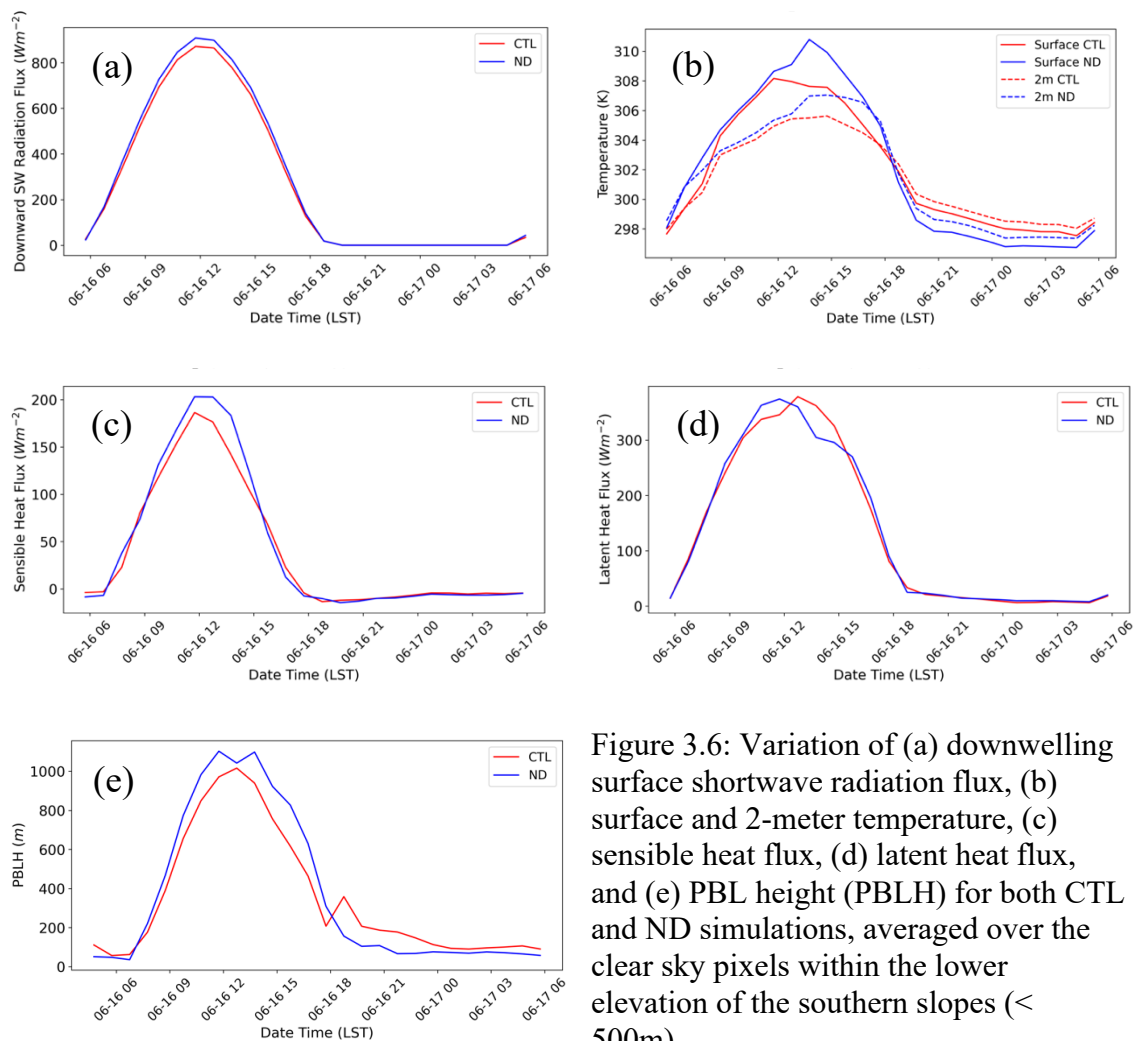 (a)
Downward SW Radiation Flux (Wm⁻²)
800
600
400
200
0
CTL
ND
06-16 06
06-16 09
06-16 12
06-16 15
06-16 18
06-16 21
06-17 00
06-17 03
06-17 06
Date Time (LST)
(b)
Temperature (K)
310
308
306
304
302
300
298
Surface CTL
Surface ND
2m CTL
2m ND
06-16 06
06-16 09
06-16 12
06-16 15
06-16 18
06-16 21
06-17 00
06-17 03
06-17 06
Date Time (LST)
(c)
Sensible Heat Flux (Wm⁻²)
200
150
100
50
0
CTL
ND
06-16 06
06-16 09
06-16 12
06-16 15
06-16 18
06-16 21
06-17 00
06-17 03
06-17 06
Date Time (LST)
(d)
Latent Heat Flux (Wm⁻²)
300
200
100
0
CTL
ND
06-16 06
06-16 09
06-16 12
06-16 15
06-16 18
06-16 21
06-17 00
06-17 03
06-17 06
Date Time (LST)
(e)
PBLH (m)
1000
800
600
400
200
0
CTL
ND
06-16 06
06-16 09
06-16 12
06-16 15
06-16 18
06-16 21
06-17 00
06-17 03
06-17 06
Date Time (LST)
Figure 3.6: Variation of (a) downwelling
surface shortwave radiation flux, (b)
surface and 2-meter temperature, (c)
sensible heat flux, (d) latent heat flux,
and (e) PBL height (PBLH) for both CTL
and ND simulations, averaged over the
clear sky pixels within the lower
elevation of the southern slopes (<
500m)